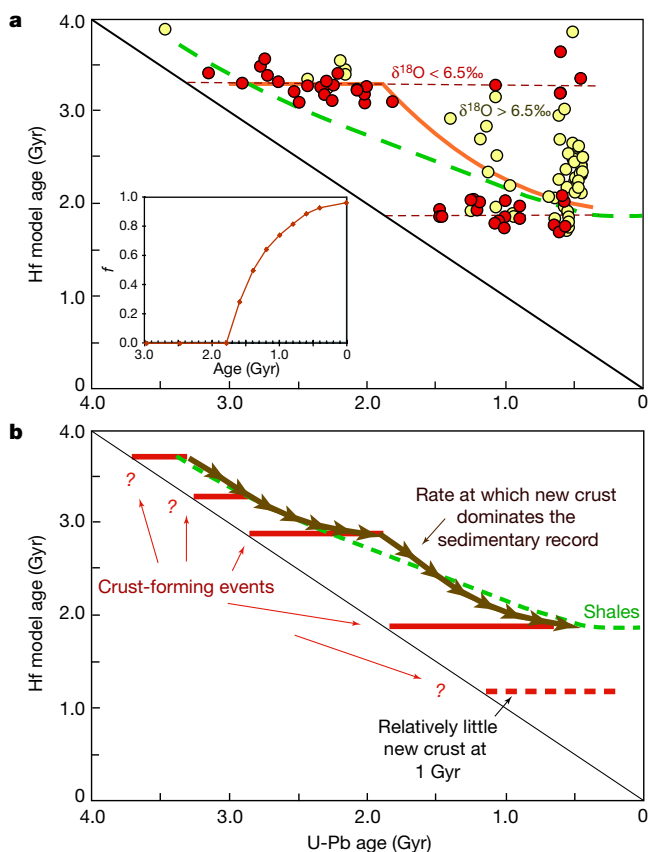 a
4.0
3.0
2.0
1.0
0
Hf model age (Gyr)
δ18O < 6.5‰
δ18O > 6.5‰
1.0
0.8
0.6
0.4
0.2
0.0
f
3.0
2.0
1.0
0
Age (Gyr)
4.0
3.0
2.0
1.0
0
b
4.0
3.0
2.0
1.0
0
Hf model age (Gyr)
?
?
Crust-forming events
Rate at which new crust
dominates the
sedimentary record
Shales
?
Relatively little
new crust at
1 Gyr
4.0
3.0
2.0
1.0
0
U-Pb age (Gyr)